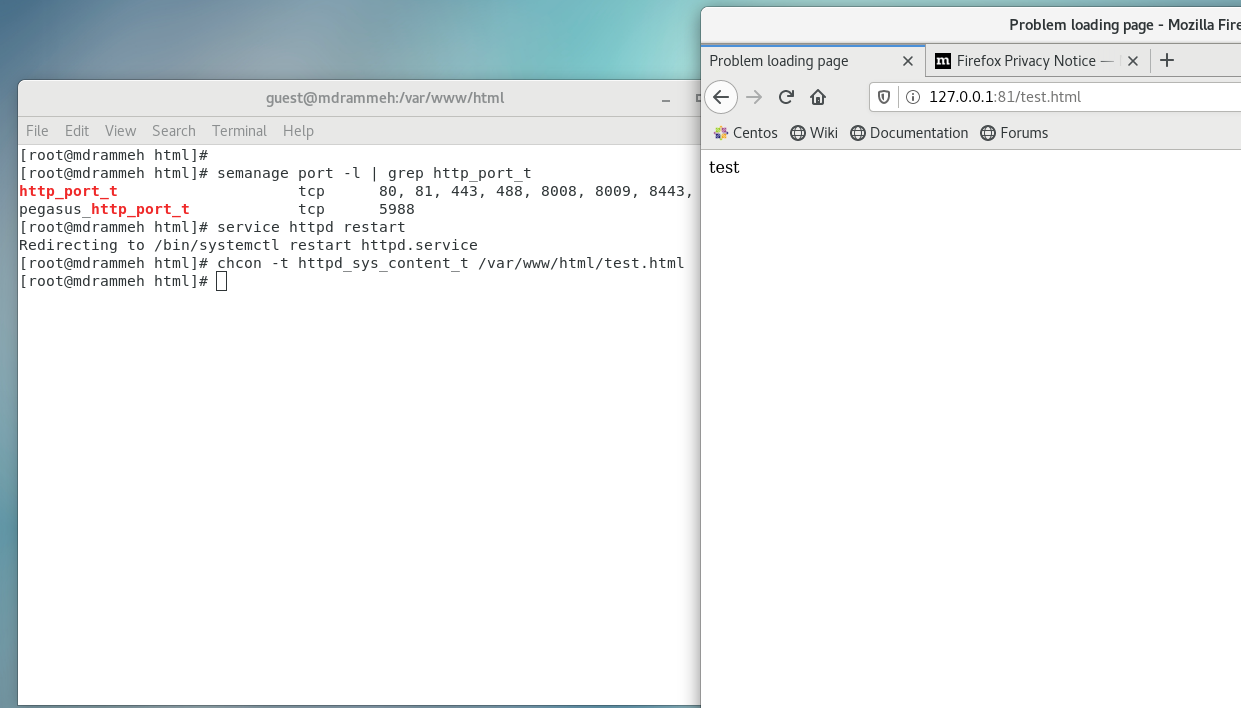 guest@mdrammeh:/var/www/html
File Edit View Search Terminal Help
[root@mdrammeh html]#
[root@mdrammeh html]# semanage port -l | grep http_port_t
http_port_t                    tcp      80, 81, 443, 488, 8008, 8009, 8443,
pegasus_http_port_t            tcp      5988
[root@mdrammeh html]# service httpd restart
Redirecting to /bin/systemctl restart httpd.service
[root@mdrammeh html]# chcon -t httpd_sys_content_t /var/www/html/test.html
[root@mdrammeh html]#
Problem loading page - Mozilla Fire
Problem loading page
Firefox Privacy Notice —
127.0.0.1:81/test.html
Centos Wiki Documentation Forums
test